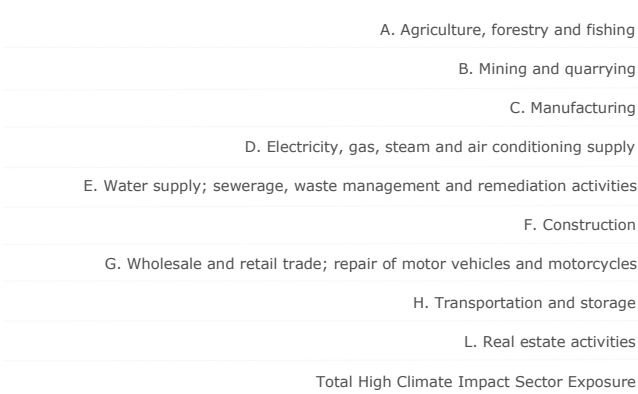 A. Agriculture, forestry and fishing
B. Mining and quarrying
C. Manufacturing
D. Electricity, gas, steam and air conditioning supply
E. Water supply; sewerage, waste management and remediation activities
F. Construction
G. Wholesale and retail trade; repair of motor vehicles and motorcycles
H. Transportation and storage
L. Real estate activities
Total High Climate Impact Sector Exposure